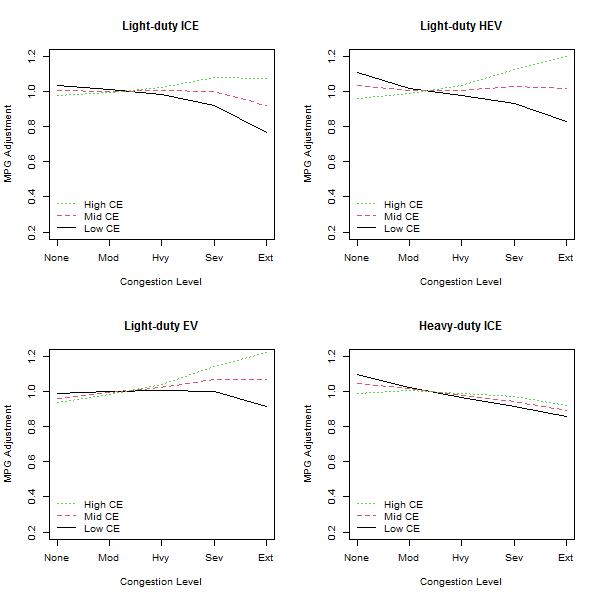 Light-duty ICE
MPG Adjustment
1.2
1.0
0.8
0.6
0.4
0.2
High CE
Mid CE
Low CE
None Mod Hvy Sev Ext
Congestion Level
Light-duty HEV
MPG Adjustment
1.2
1.0
0.8
0.6
0.4
0.2
High CE
Mid CE
Low CE
None Mod Hvy Sev Ext
Congestion Level
Light-duty EV
MPG Adjustment
1.2
1.0
0.8
0.6
0.4
0.2
High CE
Mid CE
Low CE
None Mod Hvy Sev Ext
Congestion Level
Heavy-duty ICE
MPG Adjustment
1.2
1.0
0.8
0.6
0.4
0.2
High CE
Mid CE
Low CE
None Mod Hvy Sev Ext
Congestion Level